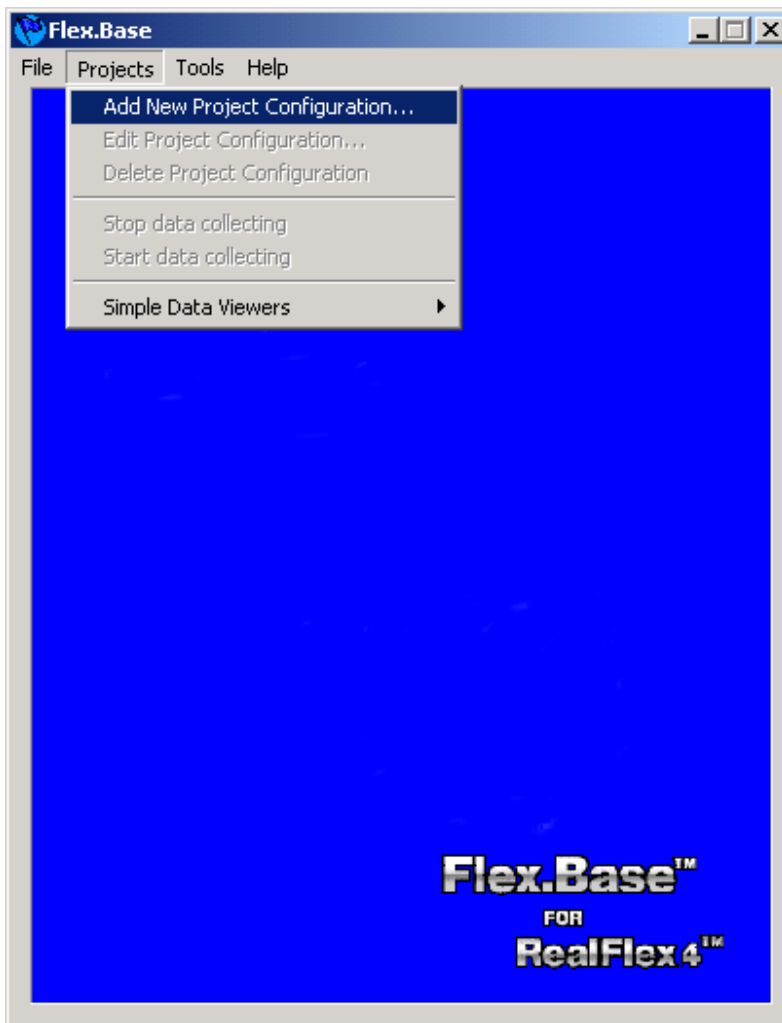 Flex.Base
File Projects Tools Help
Add New Project Configuration...
Edit Project Configuration...
Delete Project Configuration
Stop data collecting
Start data collecting
Simple Data Viewers
Flex.Base™
FOR
RealFlex 4™